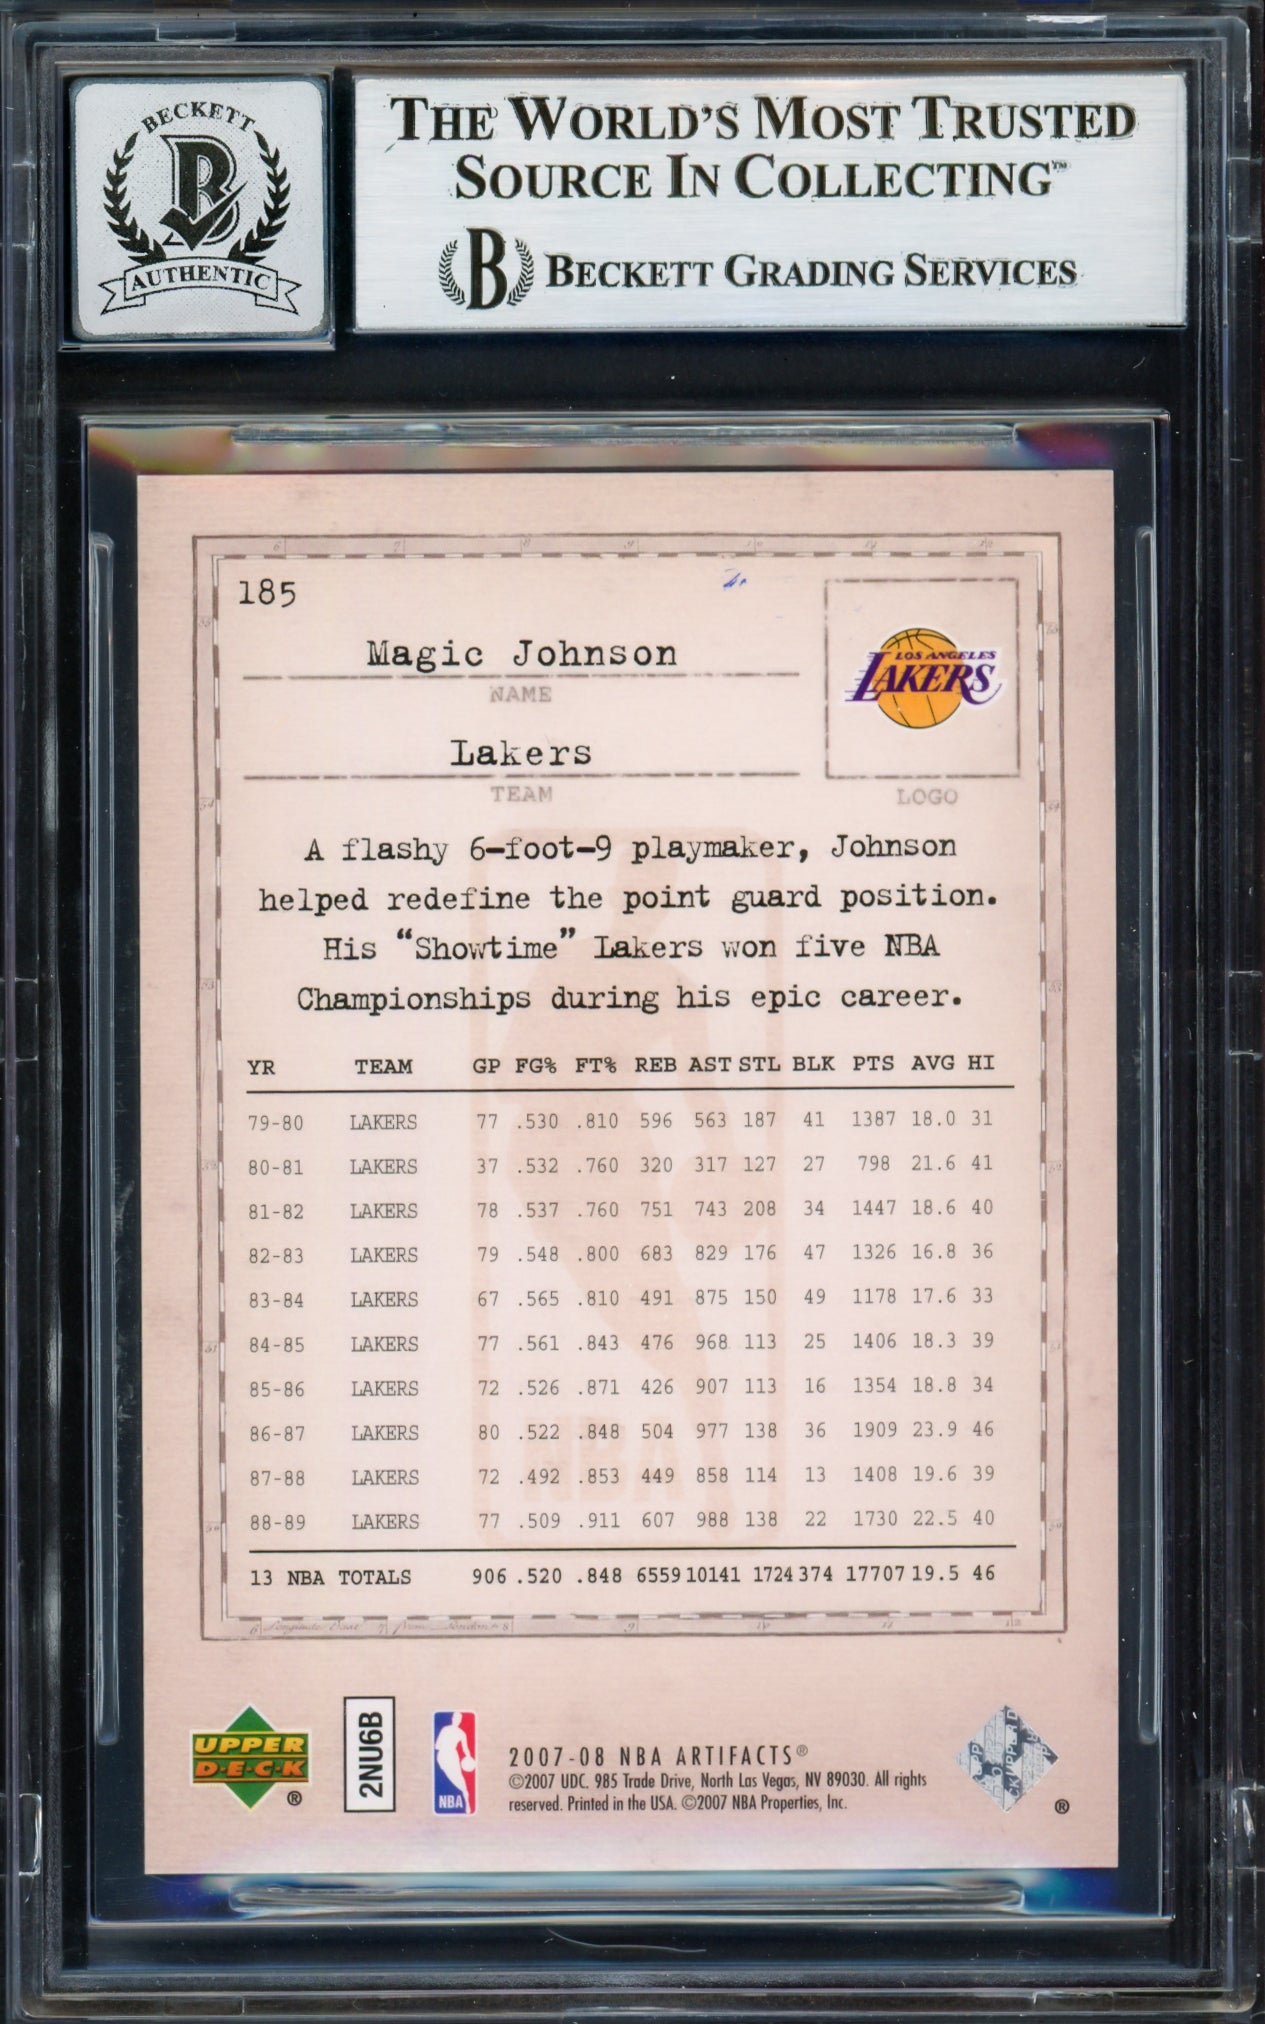 BECKETT
B
AUTHENTIC
THE WORLD'S MOST TRUSTED
SOURCE IN COLLECTING™
B BECKETT GRADING SERVICES
185
Magic Johnson
NAME
LOS ANGELES
LAKERS
Lakers
TEAM
LOGO
A flashy 6-foot-9 playmaker, Johnson
helped redefine the point guard position.
His “Showtime” Lakers won five NBA
Championships during his epic career.
YR TEAM GP FG% FT% REB AST STL BLK PTS AVG HI
79-80 LAKERS 77 .530 .810 596 563 187 41 1387 18.0 31
80-81 LAKERS 37 .532 .760 320 317 127 27 798 21.6 41
81-82 LAKERS 78 .537 .760 751 743 208 34 1447 18.6 40
82-83 LAKERS 79 .548 .800 683 829 176 47 1326 16.8 36
83-84 LAKERS 67 .565 .810 491 875 150 49 1178 17.6 33
84-85 LAKERS 77 .561 .843 476 968 113 25 1406 18.3 39
85-86 LAKERS 72 .526 .871 426 907 113 16 1354 18.8 34
86-87 LAKERS 80 .522 .848 504 977 138 36 1909 23.9 46
87-88 LAKERS 72 .492 .853 449 858 114 13 1408 19.6 39
88-89 LAKERS 77 .509 .911 607 988 138 22 1730 22.5 40
13 NBA TOTALS 906 .520 .848 6559 10141 1724 374 17707 19.5 46
UPPER
D·E·C·K
®
2NU6B
NBA
2007-08 NBA ARTIFACTS®
©2007 UDC. 985 Trade Drive, North Las Vegas, NV 89030. All rights
reserved. Printed in the USA. ©2007 NBA Properties, Inc.
®